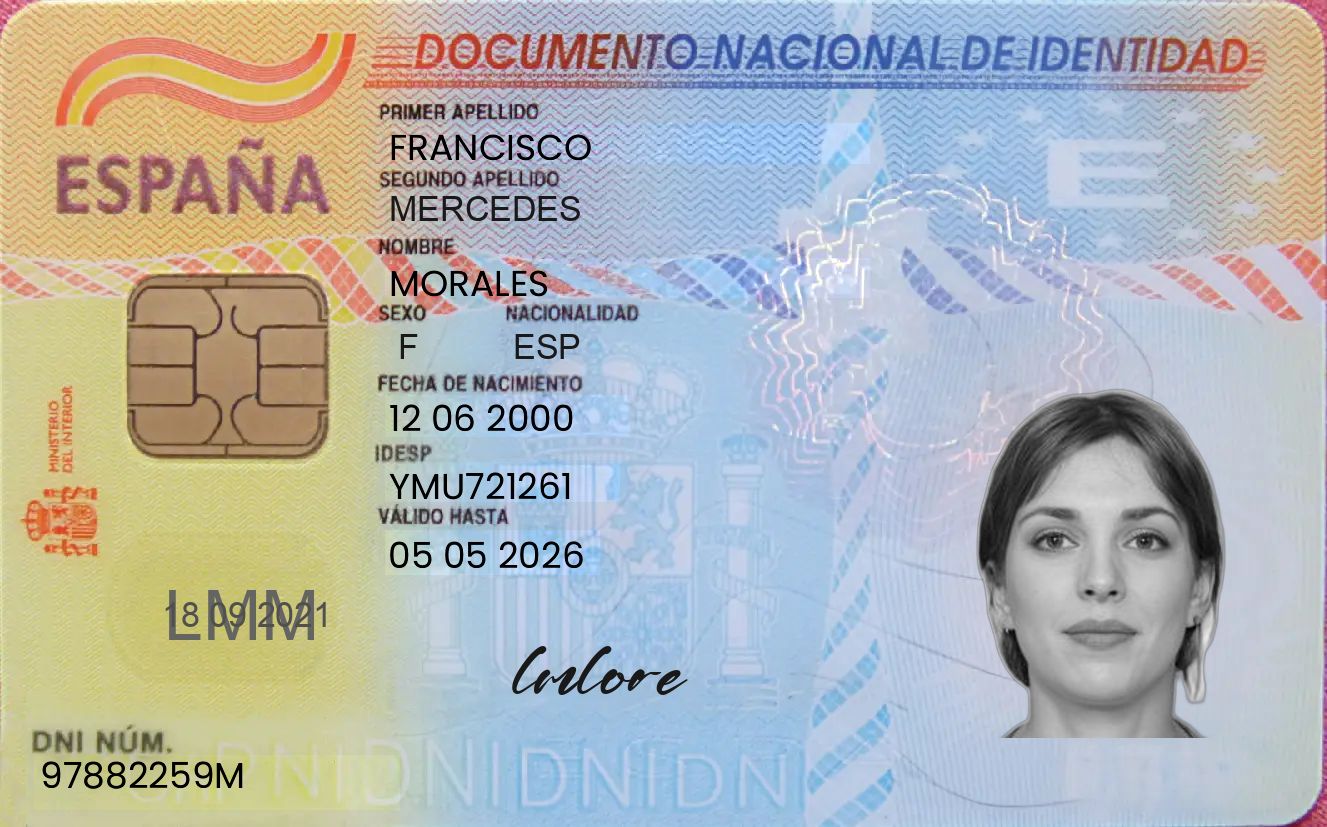 DOCUMENTO NACIONAL DE IDENTIDAD
ESPAÑA
PRIMER APELLIDO
FRANCISCO
SEGUNDO APELLIDO
MERCEDES
NOMBRE
MORALES
SEXO NACIONALIDAD
F ESP
FECHA DE NACIMIENTO
12 06 2000
IDESP
YMU721261
VÁLIDO HASTA
05 05 2026
MINISTERIO
DEL INTERIOR
E
LMM
18 09 2021
lmlore
DNI NÚM.
97882259M
DNIDNIDNIDN